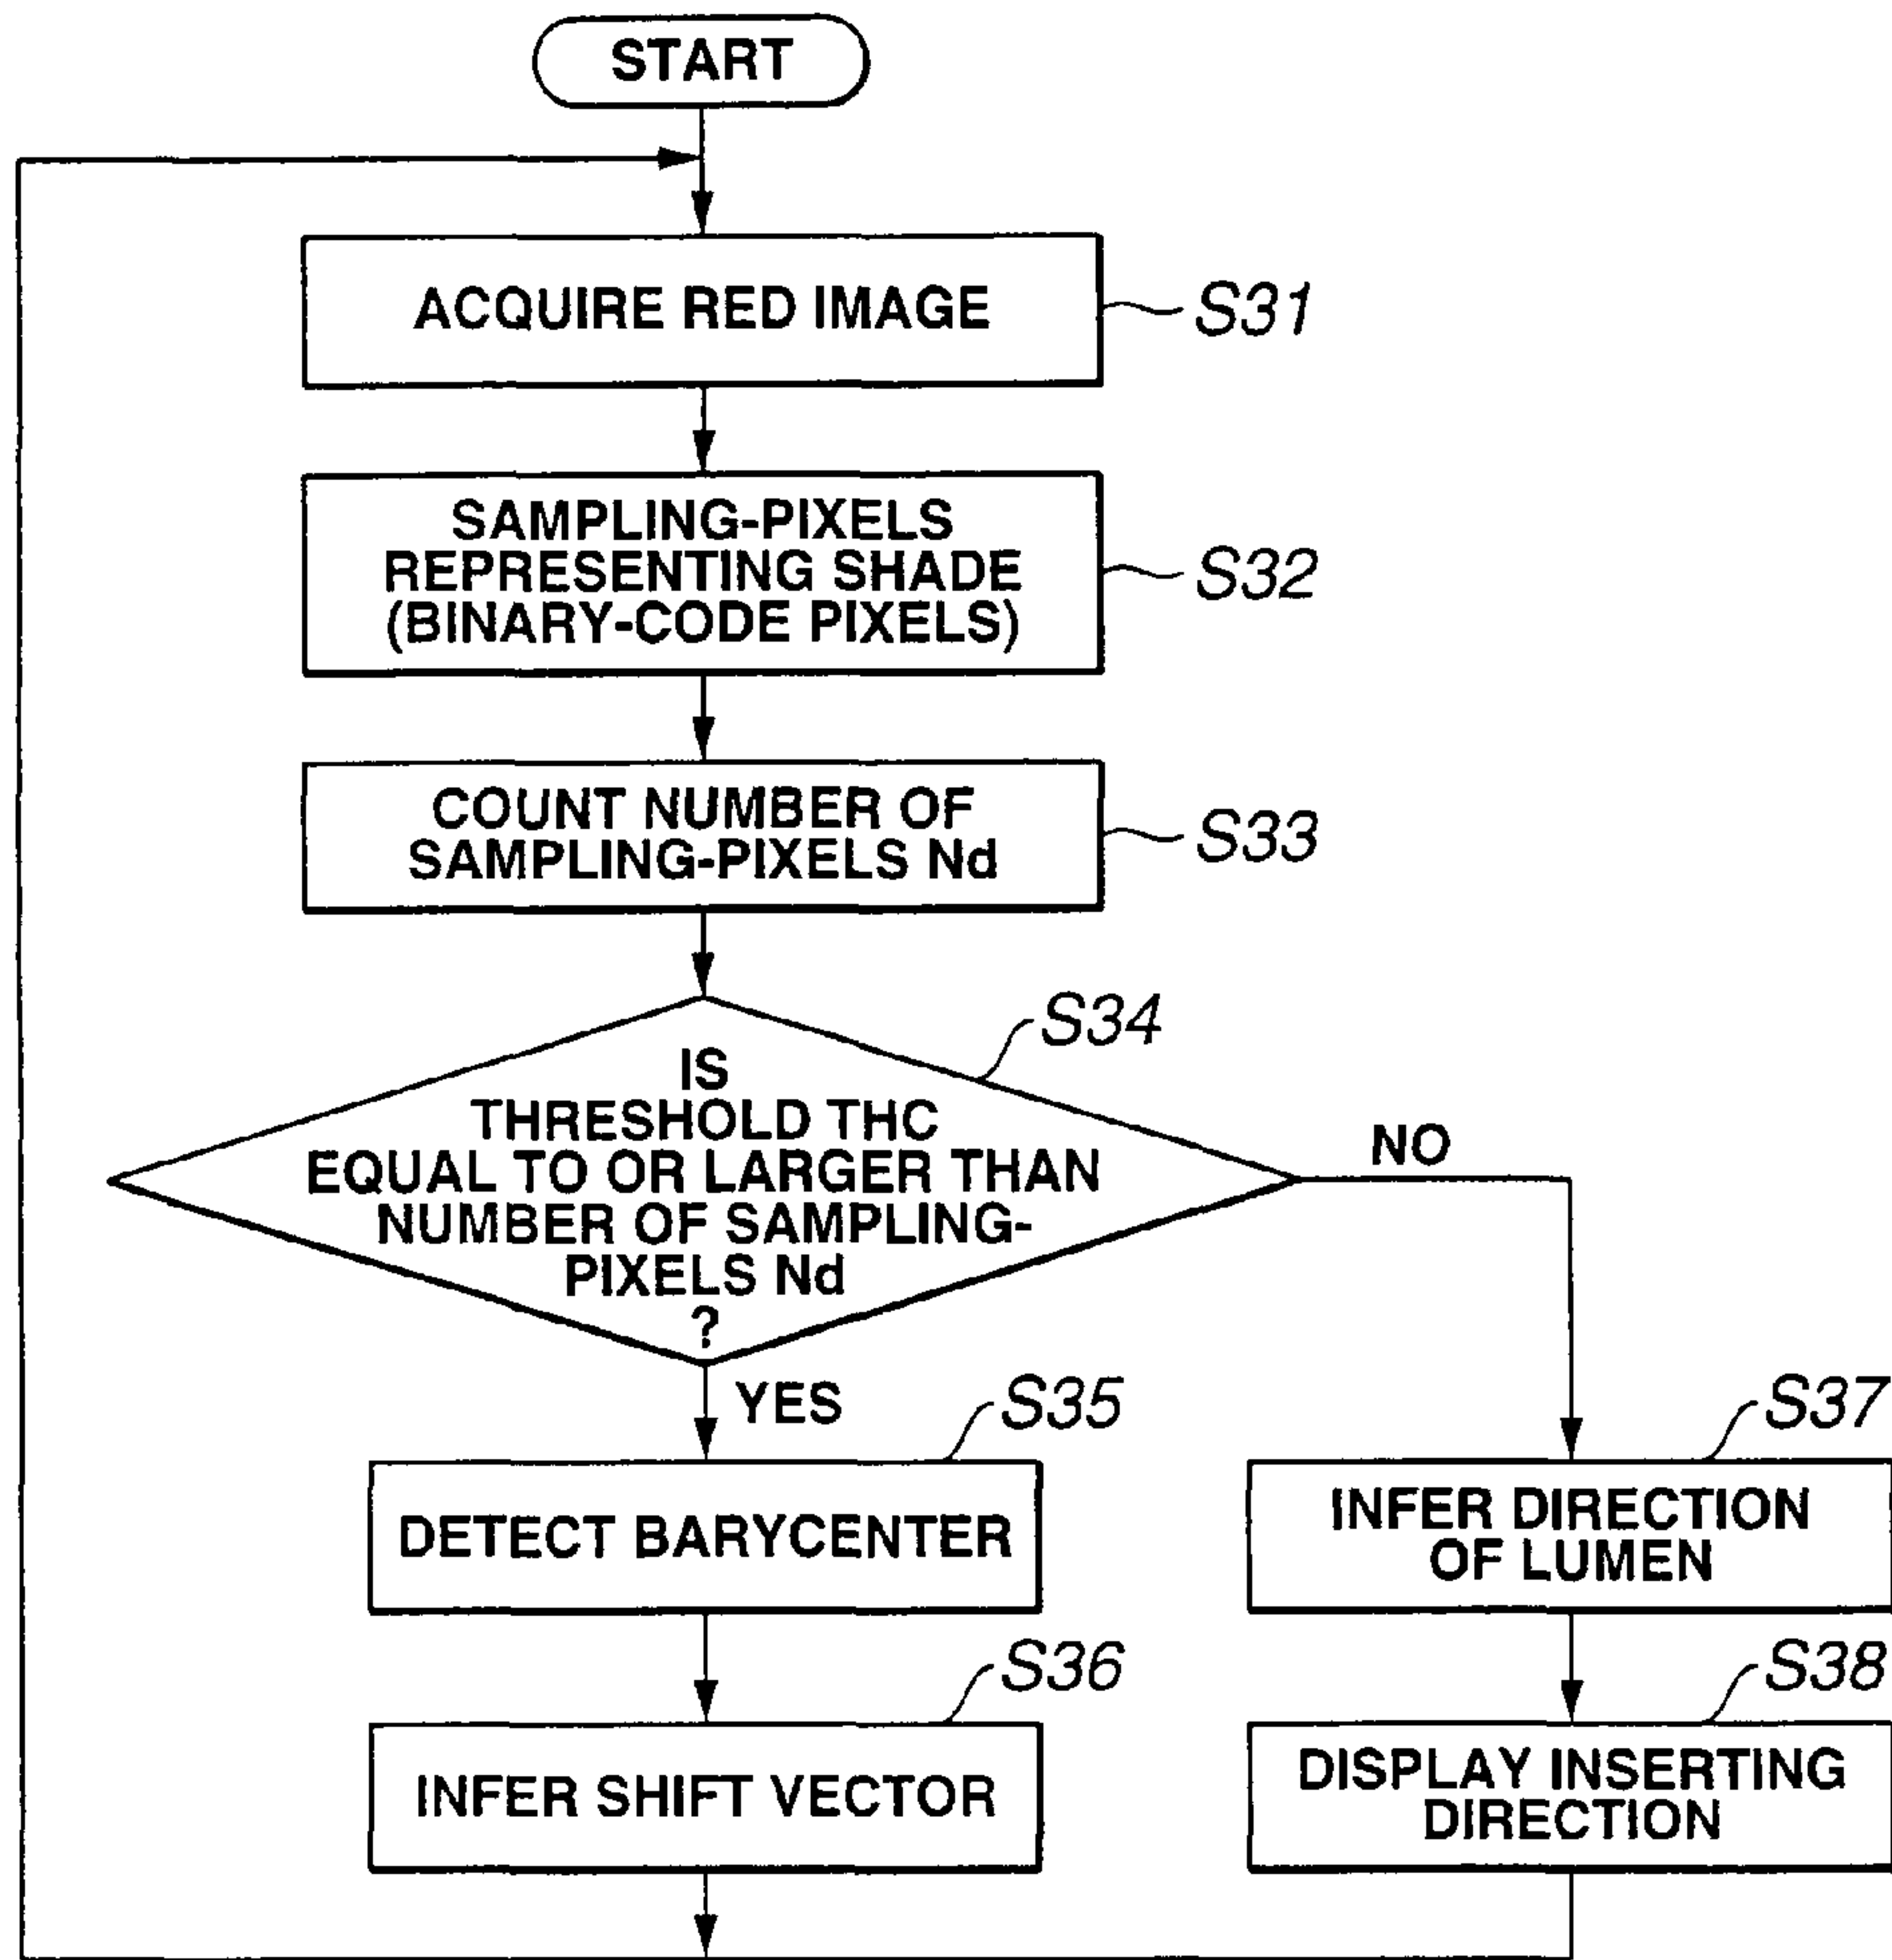 START
ACQUIRE RED IMAGE
S31
SAMPLING-PIXELS
REPRESENTING SHADE
(BINARY-CODE PIXELS)
S32
COUNT NUMBER OF
SAMPLING-PIXELS Nd
S33
S34
IS
THRESHOLD THC
EQUAL TO OR LARGER THAN
NUMBER OF SAMPLING-
PIXELS Nd
?
NO
YES
S35
DETECT BARYCENTER
S36
INFER SHIFT VECTOR
S37
INFER DIRECTION
OF LUMEN
S38
DISPLAY INSERTING
DIRECTION